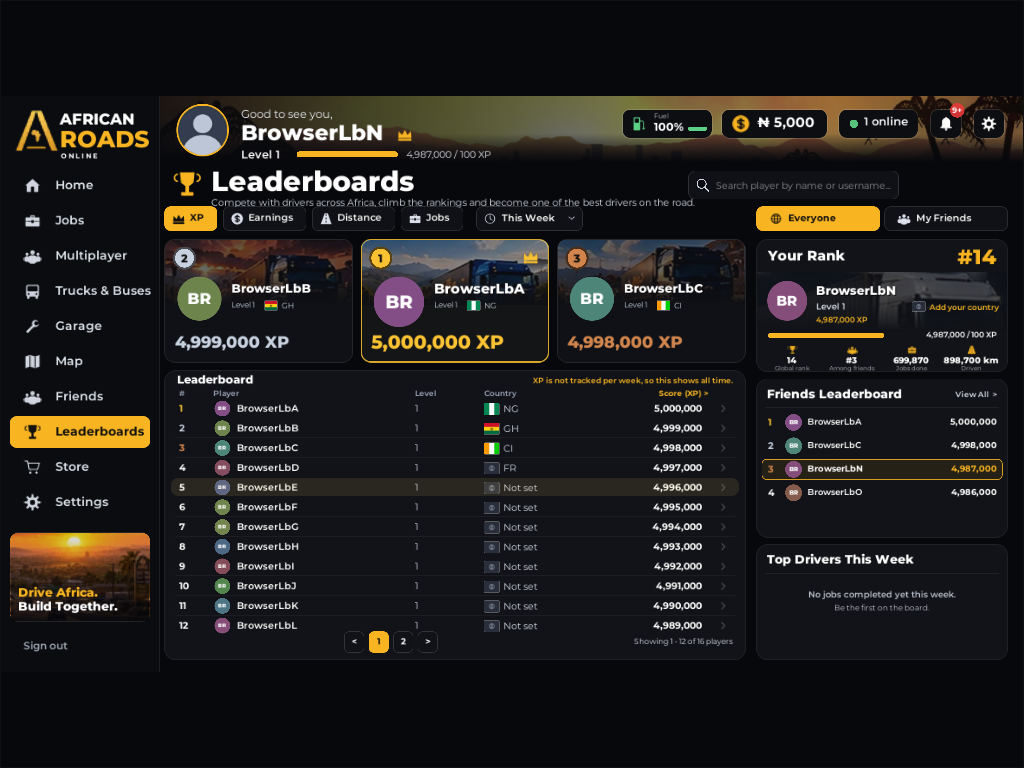 AFRICAN
ROADS
ONLINE
Home
Jobs
Multiplayer
Trucks & Buses
Garage
Map
Friends
Leaderboards
Store
Settings
Drive Africa.
Build Together.
Sign out
Good to see you,
BrowserLbN
Level 1 4,987,000 / 100 XP
Fuel
100%
₦ 5,000
1 online
9+
Leaderboards
Compete with drivers across Africa, climb the rankings and become one of the best drivers on the road.
Search player by name or username...
XP Earnings Distance Jobs This Week
Everyone My Friends
2
BR
BrowserLbB
Level 1 GH
4,999,000 XP
1
BR
BrowserLbA
Level 1 NG
5,000,000 XP
3
BR
BrowserLbC
Level 1 CI
4,998,000 XP
Leaderboard XP is not tracked per week, so this shows all time.
# Player Level Country Score (XP) >
1 BR BrowserLbA 1 NG 5,000,000 >
2 BR BrowserLbB 1 GH 4,999,000 >
3 BR BrowserLbC 1 CI 4,998,000 >
4 BR BrowserLbD 1 FR 4,997,000 >
5 BR BrowserLbE 1 Not set 4,996,000 >
6 BR BrowserLbF 1 Not set 4,995,000 >
7 BR BrowserLbG 1 Not set 4,994,000 >
8 BR BrowserLbH 1 Not set 4,993,000 >
9 BR BrowserLbI 1 Not set 4,992,000 >
10 BR BrowserLbJ 1 Not set 4,991,000 >
11 BR BrowserLbK 1 Not set 4,990,000 >
12 BR BrowserLbL 1 Not set 4,989,000 >
< 1 2 >
Showing 1 - 12 of 16 players
Your Rank #14
BR
BrowserLbN
Level 1
Add your country
4,987,000 XP
4,987,000 / 100 XP
14 #3 699,870 898,700 km
Global rank Among friends Jobs done Driven
Friends Leaderboard View All >
1 BR BrowserLbA 5,000,000
2 BR BrowserLbC 4,998,000
3 BR BrowserLbN 4,987,000
4 BR BrowserLbO 4,986,000
Top Drivers This Week
No jobs completed yet this week.
Be the first on the board.